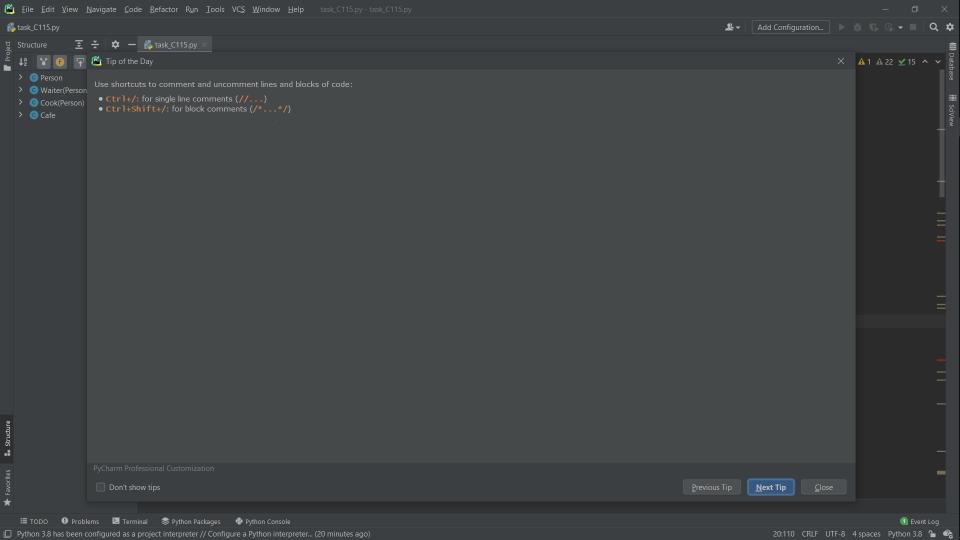 File Edit View Navigate Code Refactor Run Tools VCS Window Help task_C115.py - task_C115.py
task_C115.py Add Configuration...
Project Structure task_C115.py
Tip of the Day 1 22 15
Database
SciView
Person
Waiter(Person
Cook(Person)
Cafe
Use shortcuts to comment and uncomment lines and blocks of code:
Ctrl+/: for single line comments (//...)
Ctrl+Shift+/: for block comments (/*...*/)
Structure
Favorites
PyCharm Professional Customization
Don't show tips Previous Tip Next Tip Close
TODO Problems Terminal Python Packages Python Console 1 Event Log
Python 3.8 has been configured as a project interpreter // Configure a Python interpreter... (20 minutes ago) 20:110 CRLF UTF-8 4 spaces Python 3.8